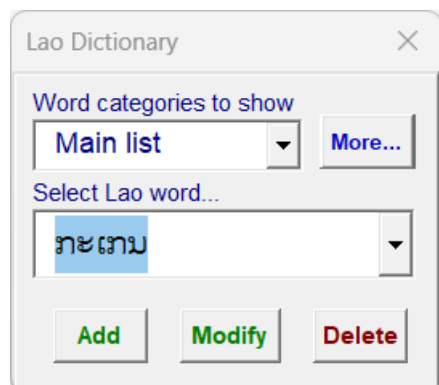 Lao Dictionary
Word categories to show
Main list
More...
Select Lao word...
ກະເກນ
Add
Modify
Delete